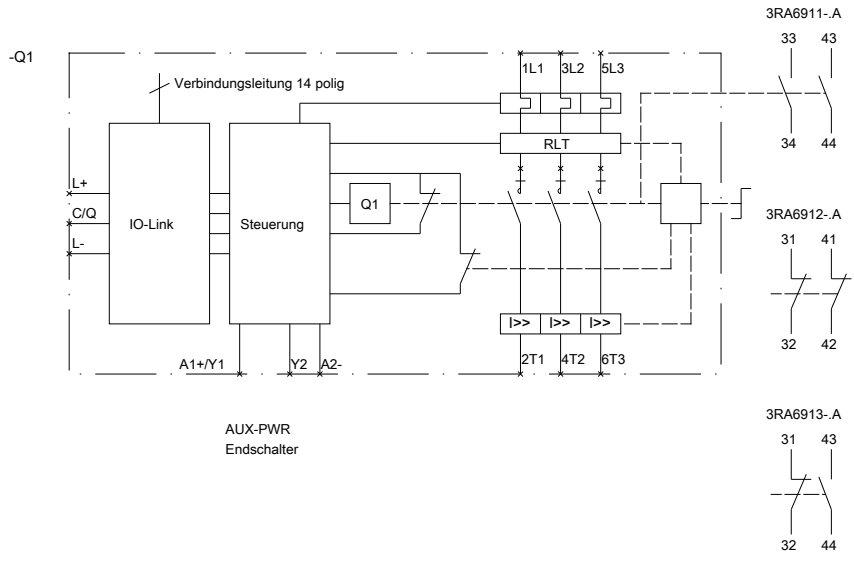 3RA6911-.A
33 43
34 44
-Q1
1L1 3L2 5L3
Verbindungsleitung 14 polig
RLT
L+
C/Q
L-
IO-Link
Steuerung
Q1
I>> I>> I>>
A1+/Y1 Y2 A2-
2T1 4T2 6T3
AUX-PWR
Endschalter
3RA6912-.A
31 41
32 42
3RA6913-.A
31 43
32 44